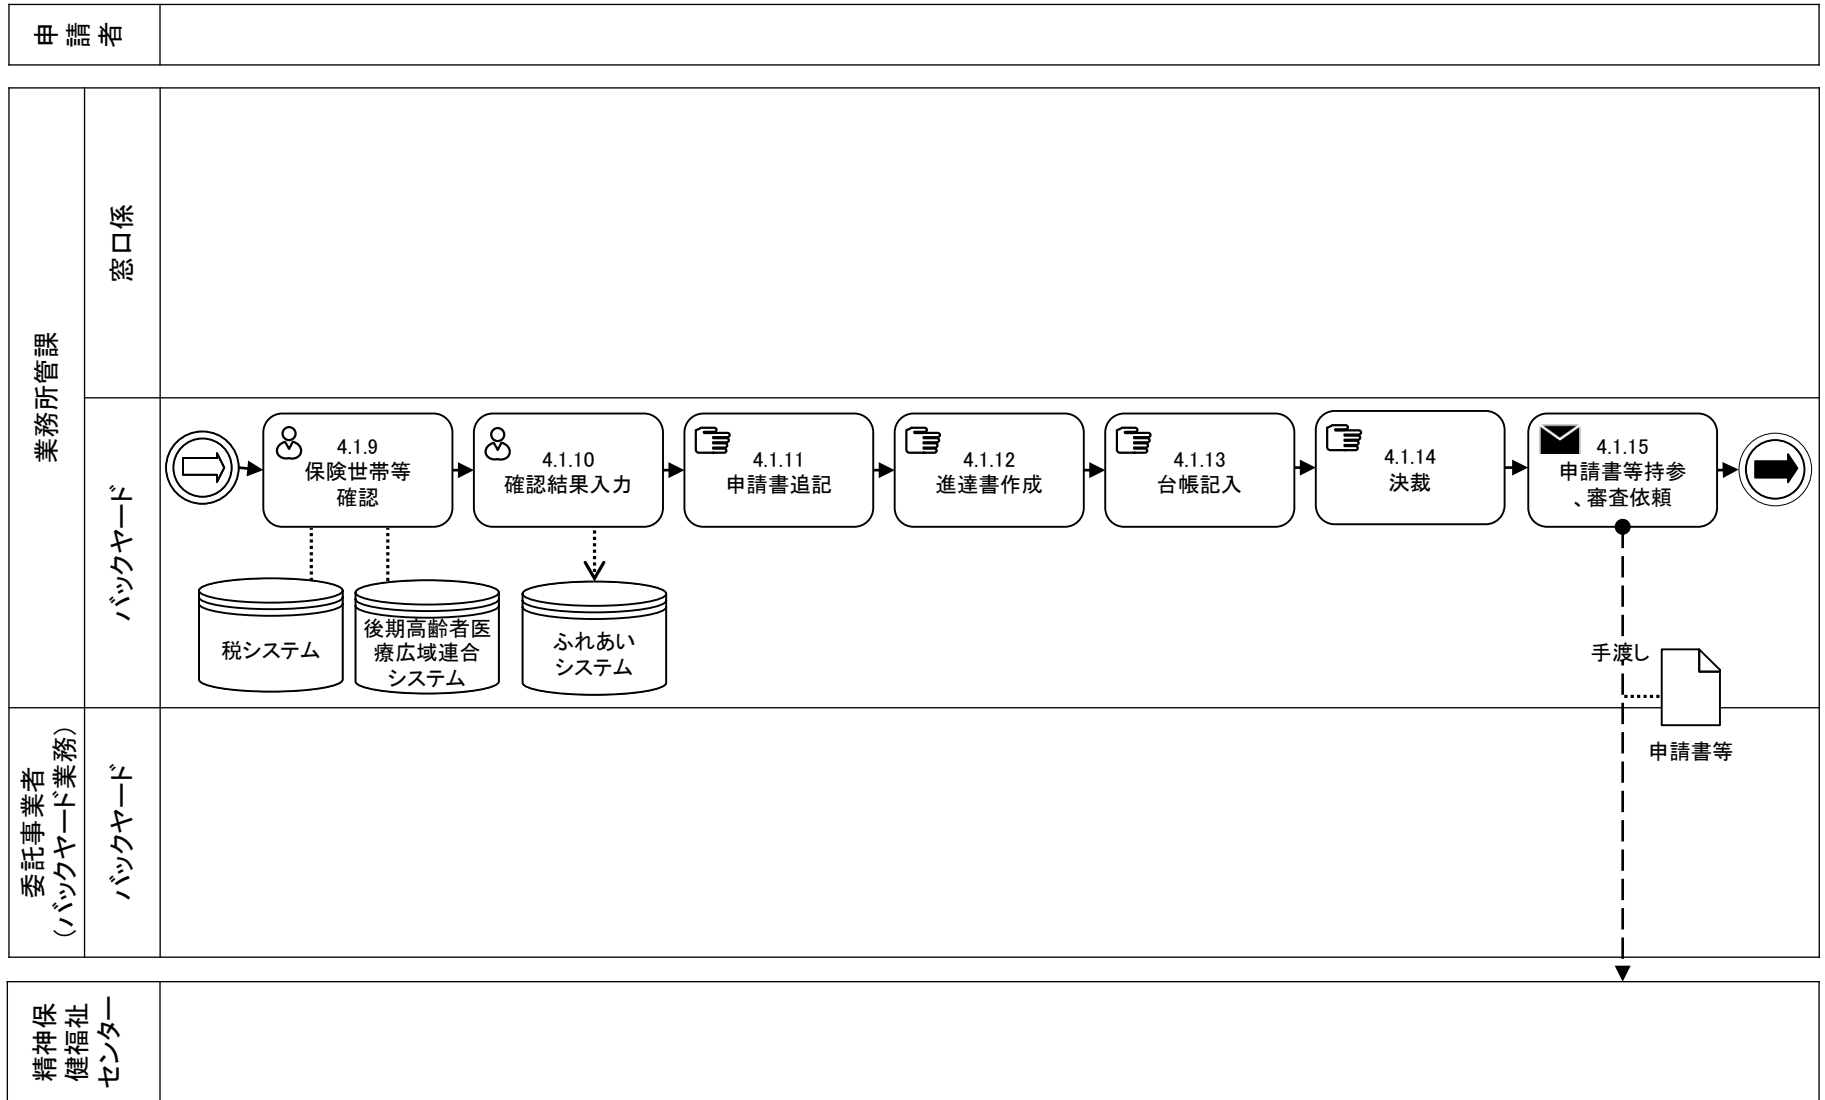 申請者
業務所管課
窓口係
バックヤード
4.1.9
保険世帯等
確認
4.1.10
確認結果入力
4.1.11
申請書追記
4.1.12
進達書作成
4.1.13
台帳記入
4.1.14
決裁
4.1.15
申請書等持参
、審査依頼
税システム
後期高齢者医
療広域連合
システム
ふれあい
システム
手渡し
申請書等
委託事業者
（バックヤード業務）
バックヤード
精神保
健福祉
センター